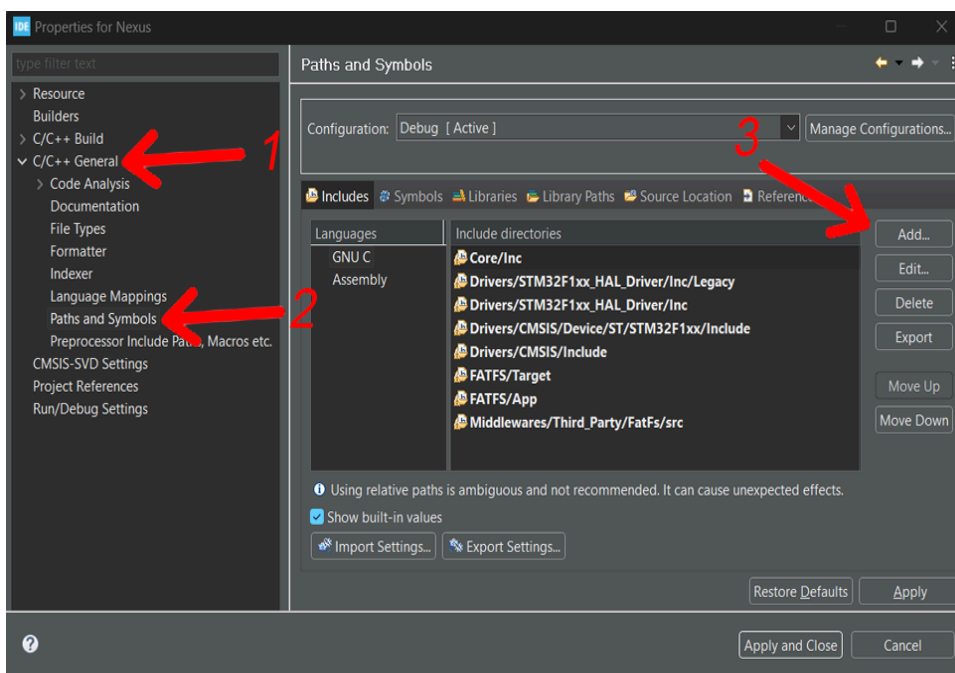 IDE Properties for Nexus
type filter text
Resource
Builders
C/C++ Build
C/C++ General
Code Analysis
Documentation
File Types
Formatter
Indexer
Language Mappings
Paths and Symbols
Preprocessor Include Paths, Macros etc.
CMSIS-SVD Settings
Project References
Run/Debug Settings
1
2
3
Paths and Symbols
Configuration: Debug [ Active ]
Manage Configurations...
Includes Symbols Libraries Library Paths Source Location
Languages
GNU C
Assembly
Include directories
Core/Inc
Drivers/STM32F1xx_HAL_Driver/Inc/Legacy
Drivers/STM32F1xx_HAL_Driver/Inc
Drivers/CMSIS/Device/ST/STM32F1xx/Include
Drivers/CMSIS/Include
FATFS/Target
FATFS/App
Middlewares/Third_Party/FatFs/src
Add...
Edit...
Delete
Export
Move Up
Move Down
Using relative paths is ambiguous and not recommended. It can cause unexpected effects.
Show built-in values
Import Settings... Export Settings...
Restore Defaults Apply
Apply and Close Cancel